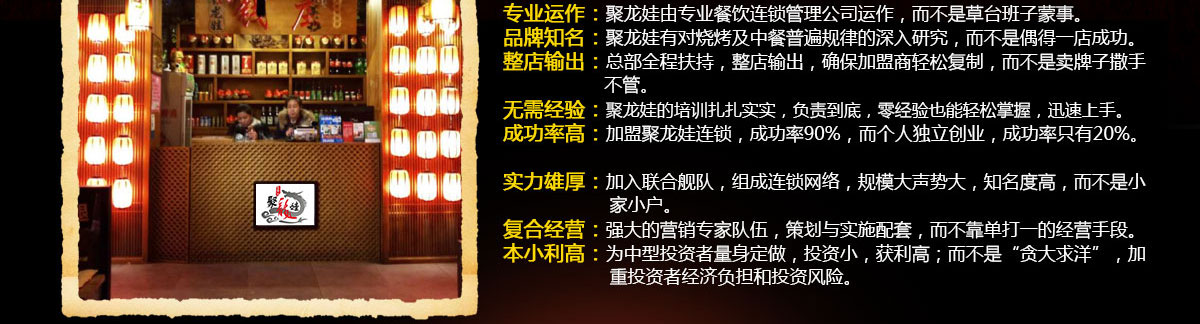 专业运作：聚龙娃由专业餐饮连锁管理公司运作，而不是草台班子蒙事。
品牌知名：聚龙娃有对烧烤及中餐普遍规律的深入研究，而不是偶得一店成功。
整店输出：总部全程扶持，整店输出，确保加盟商轻松复制，而不是卖牌子撒手
不管。
无需经验：聚龙娃的培训扎扎实实，负责到底，零经验也能轻松掌握，迅速上手。
成功率高：加盟聚龙娃连锁，成功率90%，而个人独立创业，成功率只有20%。
实力雄厚：加入联合舰队，组成连锁网络，规模大声势大，知名度高，而不是小
家小户。
复合经营：强大的营销专家队伍，策划与实施配套，而不靠单打一的经营手段。
本小利高：为中型投资者量身定做，投资小，获利高；而不是“贪大求洋”，加
重投资者经济负担和投资风险。
聚龍娃